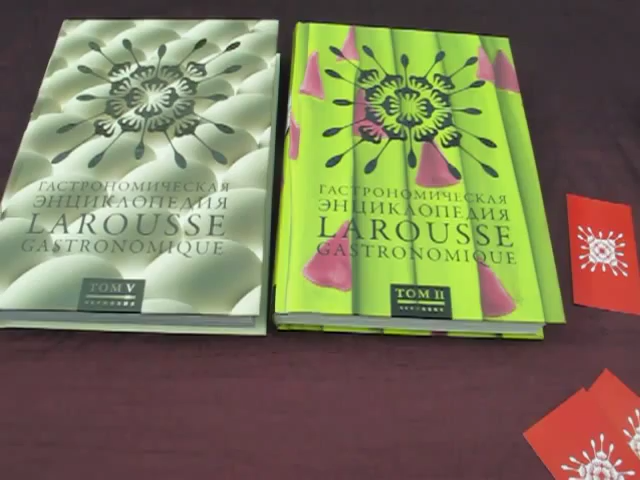 ГАСТРОНОМИЧЕСКАЯ
ЭНЦИКЛОПЕДИЯ
LAROUSSE
GASTRONOMIQUE
ТОМ V
ГАСТРОНОМИЧЕСКАЯ
ЭНЦИКЛОПЕДИЯ
LAROUSSE
GASTRONOMIQUE
ТОМ II